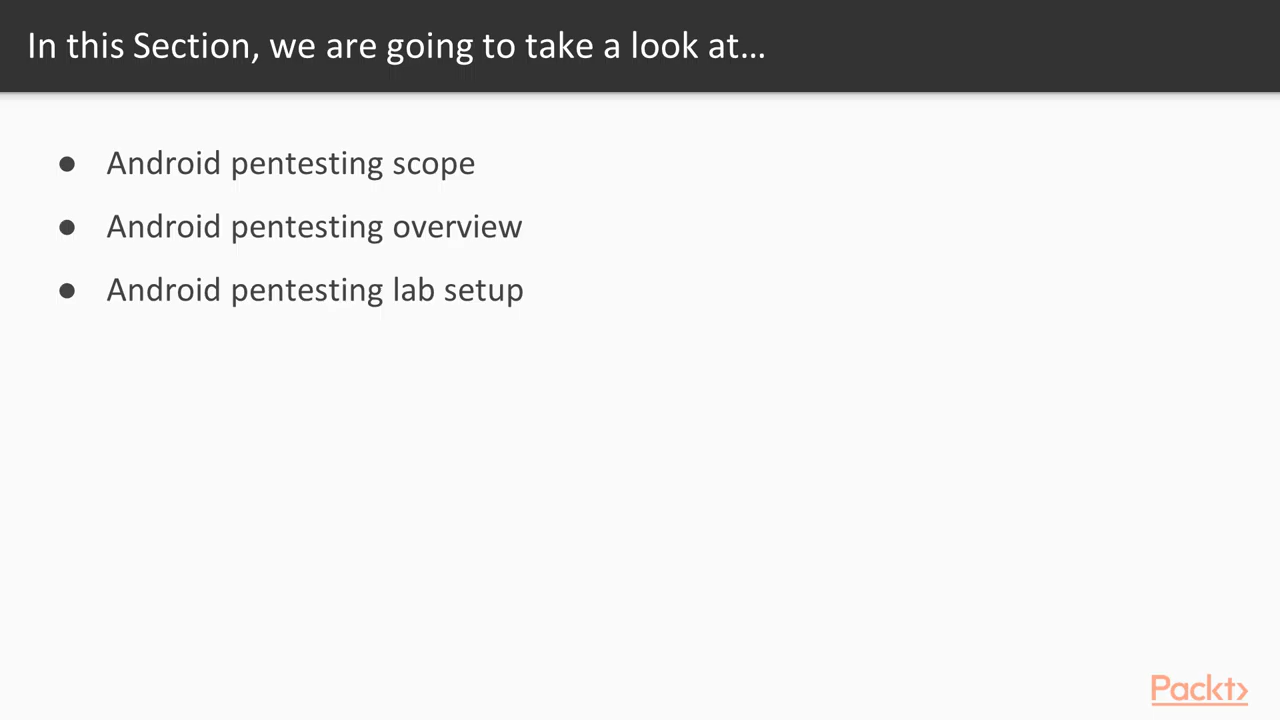 In this Section, we are going to take a look at...
● Android pentesting scope
● Android pentesting overview
● Android pentesting lab setup
Packt>